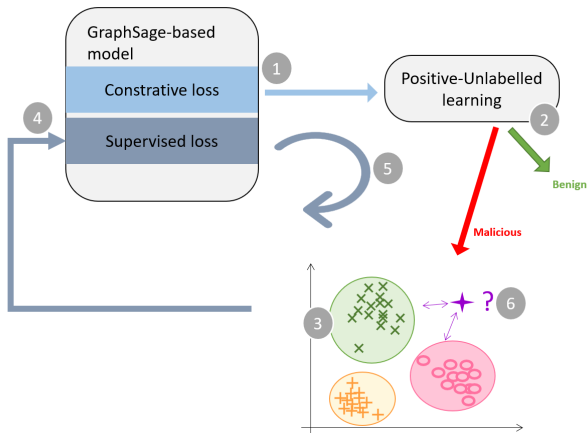 GraphSage-based
model
Constrative loss
Supervised loss
1
Positive-Unlabelled
learning
2
4
5
Benign
Malicious
3
?
6